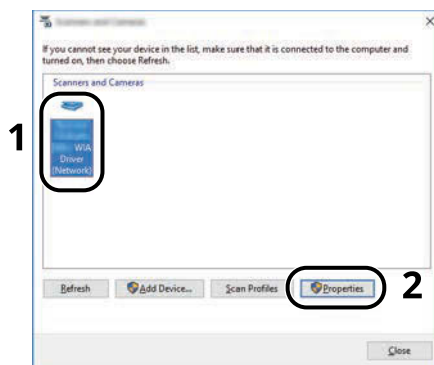 If you cannot see your device in the list, make sure that it is connected to the computer and
turned on, then choose Refresh.
Scanners and Cameras
1
WIA
Driver
(Network)
Refresh Add Device... Scan Profiles Properties 2
Close